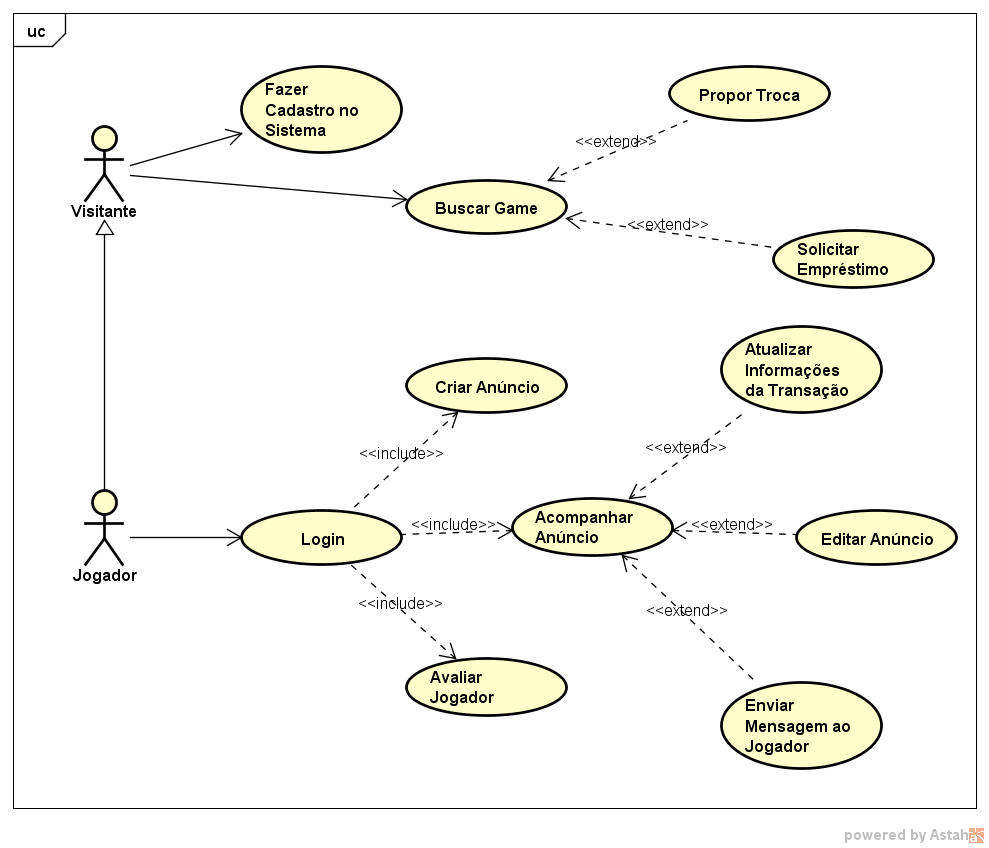 uc
Fazer
Cadastro no
Sistema
Propor Troca
<<extend>>
Visitante
Buscar Game
<<extend>>
Solicitar
Empréstimo
Atualizar
Informações
da Transação
Criar Anúncio
<<include>>
<<extend>>
Jogador
Login
<<include>>
Acompanhar
Anúncio
<<extend>>
Editar Anúncio
<<include>>
<<extend>>
Avaliar
Jogador
Enviar
Mensagem ao
Jogador
powered by Astah